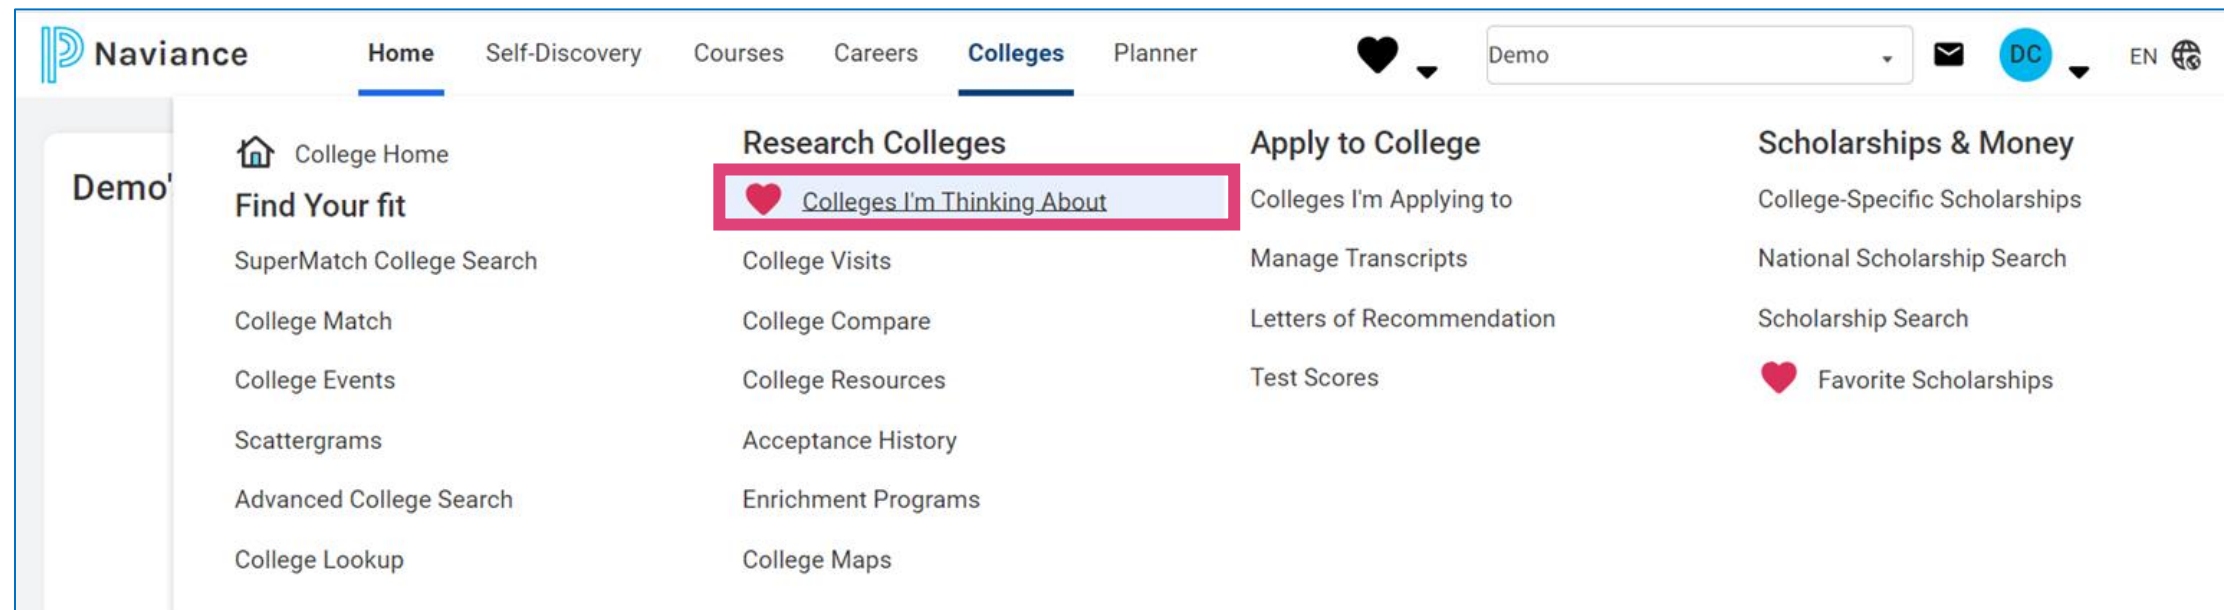 Naviance
Home
Self-Discovery
Courses
Careers
Colleges
Planner
Demo
DC
EN
Demo'
College Home
Find Your fit
SuperMatch College Search
College Match
College Events
Scattergrams
Advanced College Search
College Lookup
Research Colleges
Colleges I'm Thinking About
College Visits
College Compare
College Resources
Acceptance History
Enrichment Programs
College Maps
Apply to College
Colleges I'm Applying to
Manage Transcripts
Letters of Recommendation
Test Scores
Scholarships & Money
College-Specific Scholarships
National Scholarship Search
Scholarship Search
Favorite Scholarships